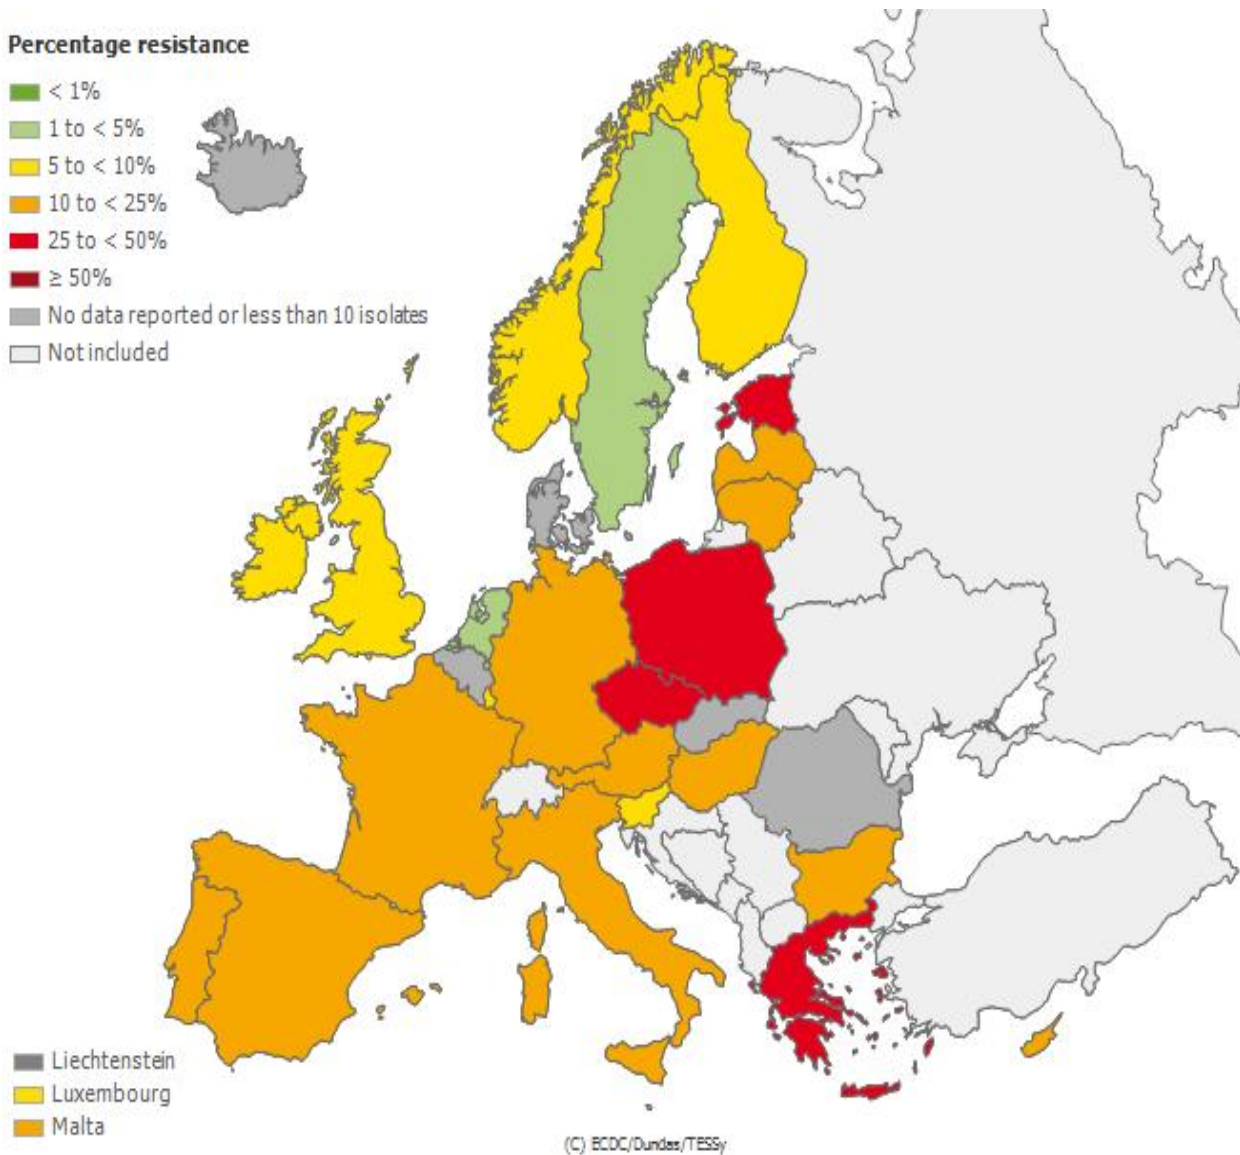 Percentage resistance
< 1%
1 to < 5%
5 to < 10%
10 to < 25%
25 to < 50%
≥ 50%
No data reported or less than 10 isolates
Not included
Liechtenstein
Luxembourg
Malta
(C) ECDC/Dundas/TESSy